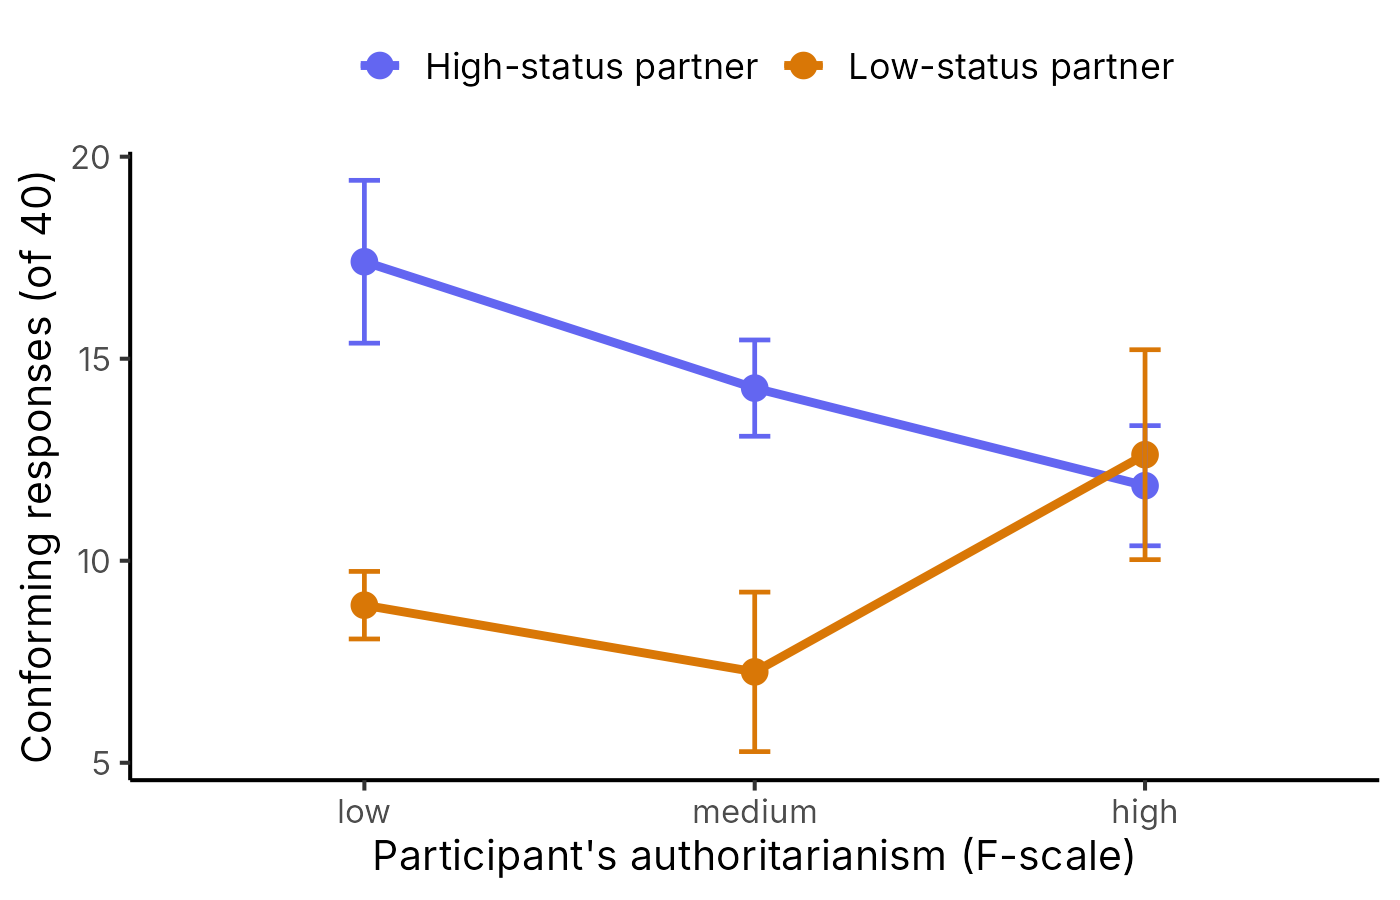 High-status partner Low-status partner
Conforming responses (of 40)
20
15
10
5
low medium high
Participant's authoritarianism (F-scale)